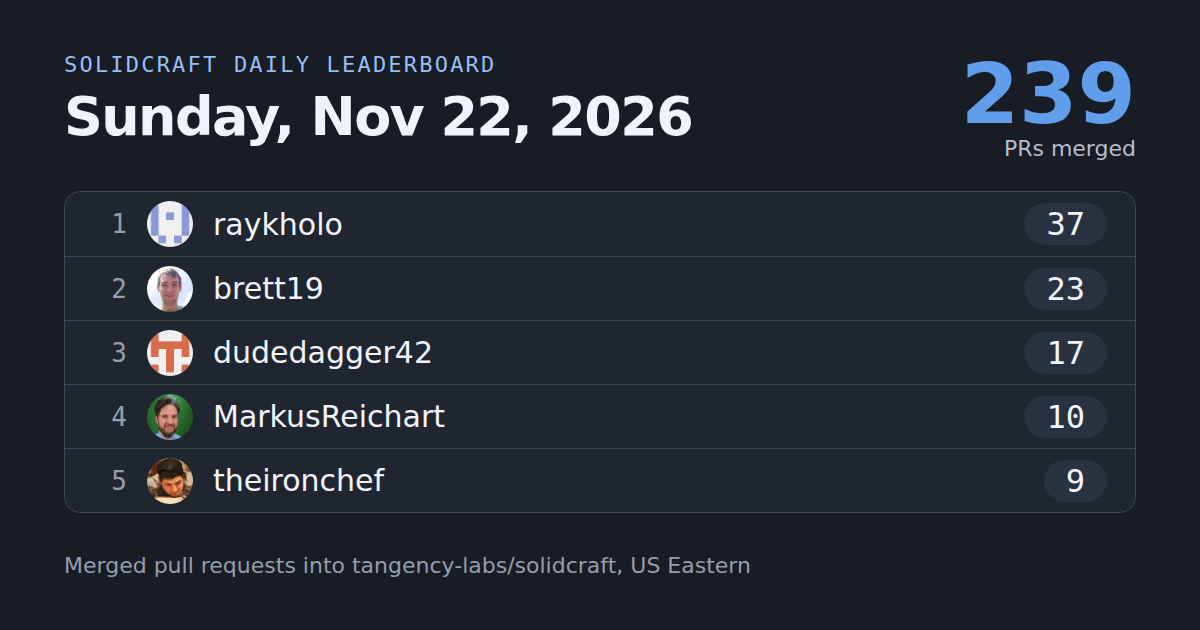 SOLIDCRAFT DAILY LEADERBOARD
Sunday, Nov 22, 2026
239
PRs merged
1 raykholo 37
2 brett19 23
3 dudedagger42 17
4 MarkusReichart 10
5 theironchef 9
Merged pull requests into tangency-labs/solidcraft, US Eastern